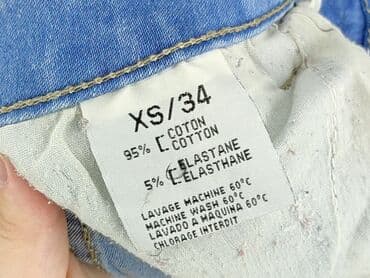 XS/34
95% [ COTON
COTTON
5% [ ELASTANE
ELASTHANE
LAVAGE MACHINE 60°C
MACHINE WASH 60°C
LAVADO A MAQUINA 60°C
CHLORAGE INTERDIT